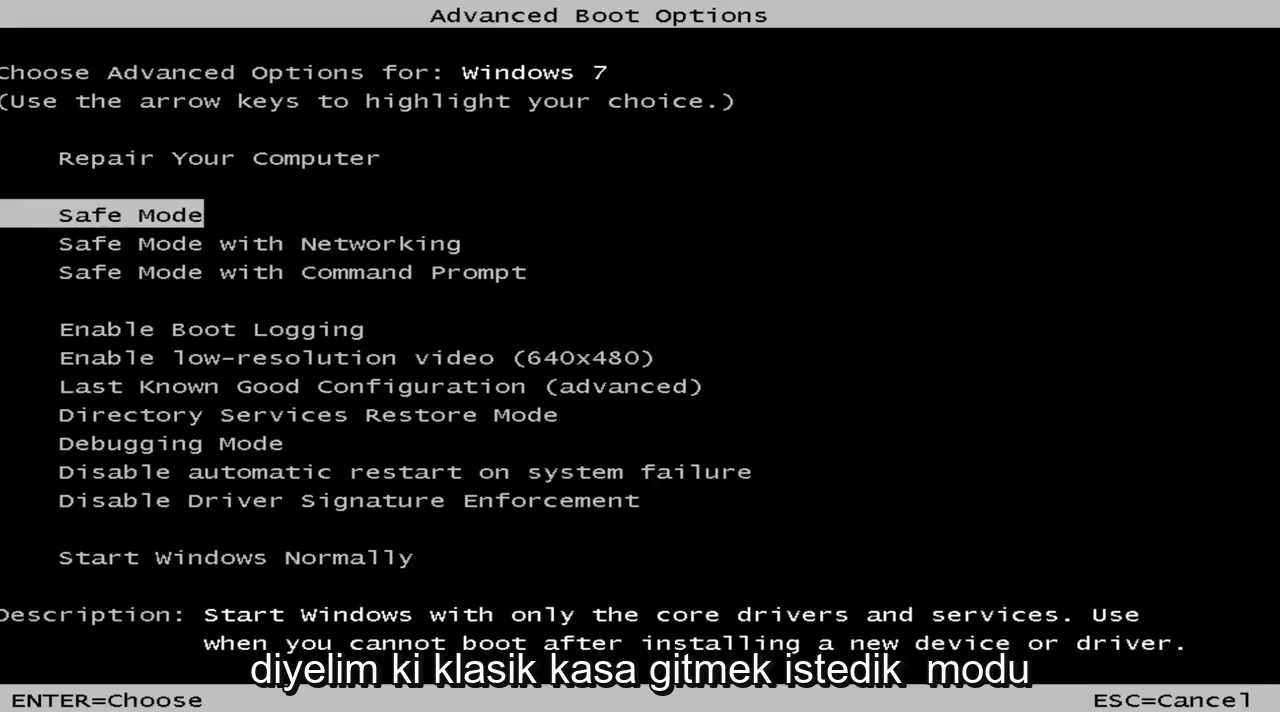 Advanced Boot Options
Choose Advanced Options for: Windows 7
(Use the arrow keys to highlight your choice.)
Repair Your Computer
Safe Mode
Safe Mode with Networking
Safe Mode with Command Prompt
Enable Boot Logging
Enable low-resolution video (640x480)
Last Known Good Configuration (advanced)
Directory Services Restore Mode
Debugging Mode
Disable automatic restart on system failure
Disable Driver Signature Enforcement
Start Windows Normally
Description: Start Windows with only the core drivers and services. Use
when you cannot boot after installing a new device or driver.
diyelim ki klasik kasa gitmek istedik modu
ENTER=Choose ESC=Cancel